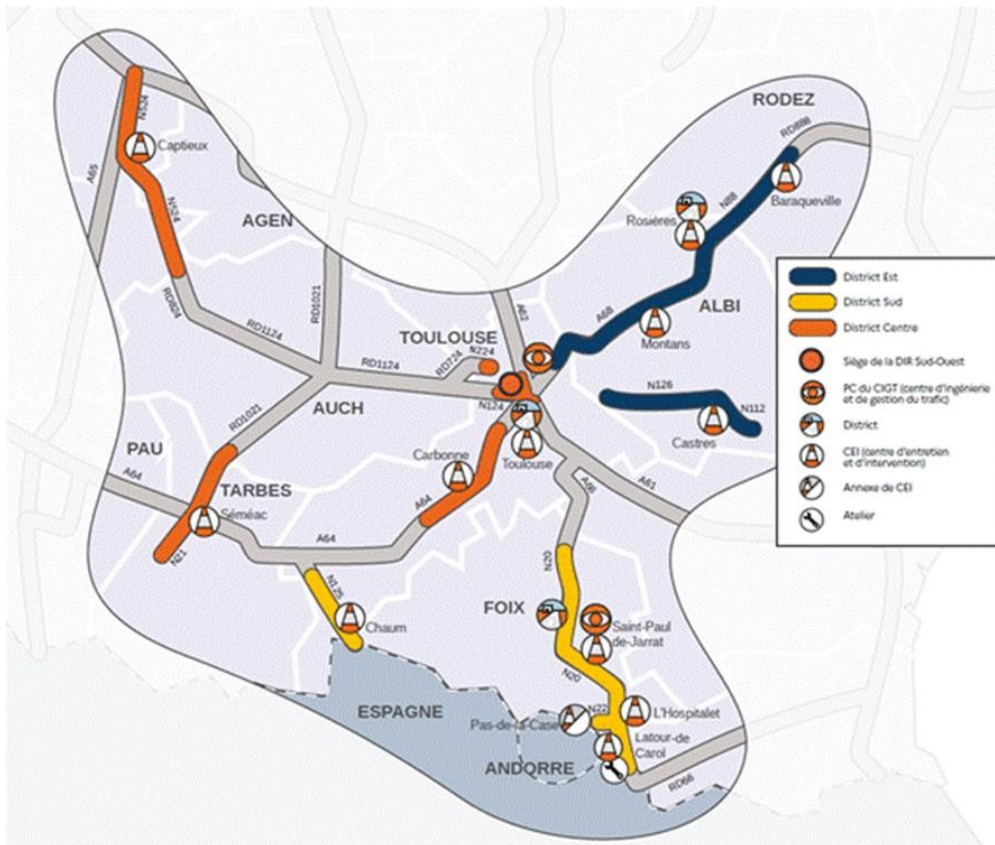 RODEZ
RD888
N524
Captieux
A65
N88
Baraqueville
Rosières
AGEN
N524
District Est
District Sud
District Centre
Siège de la DIR Sud-Ouest
PC du CIGT (centre d'ingénierie
et de gestion du trafic)
District
CEI (centre d'entretien
et d'intervention)
Annexe de CEI
Atelier
RD824
RD1021
A62
A68
ALBI
Montans
RD1124
TOULOUSE
N224
RD724
RD1124
N124
N126
N112
Castres
AUCH
RD1021
PAU
A64
Carbonne
Toulouse
TARBES
Séméac
A64
A66
A61
N21
A64
N20
N125
Chaum
FOIX
Saint-Paul
de-Jarrat
N20
ESPAGNE
Pas-de-la-Case
N22
L'Hospitalet
Latour-de
Carol
ANDORRE
RD66